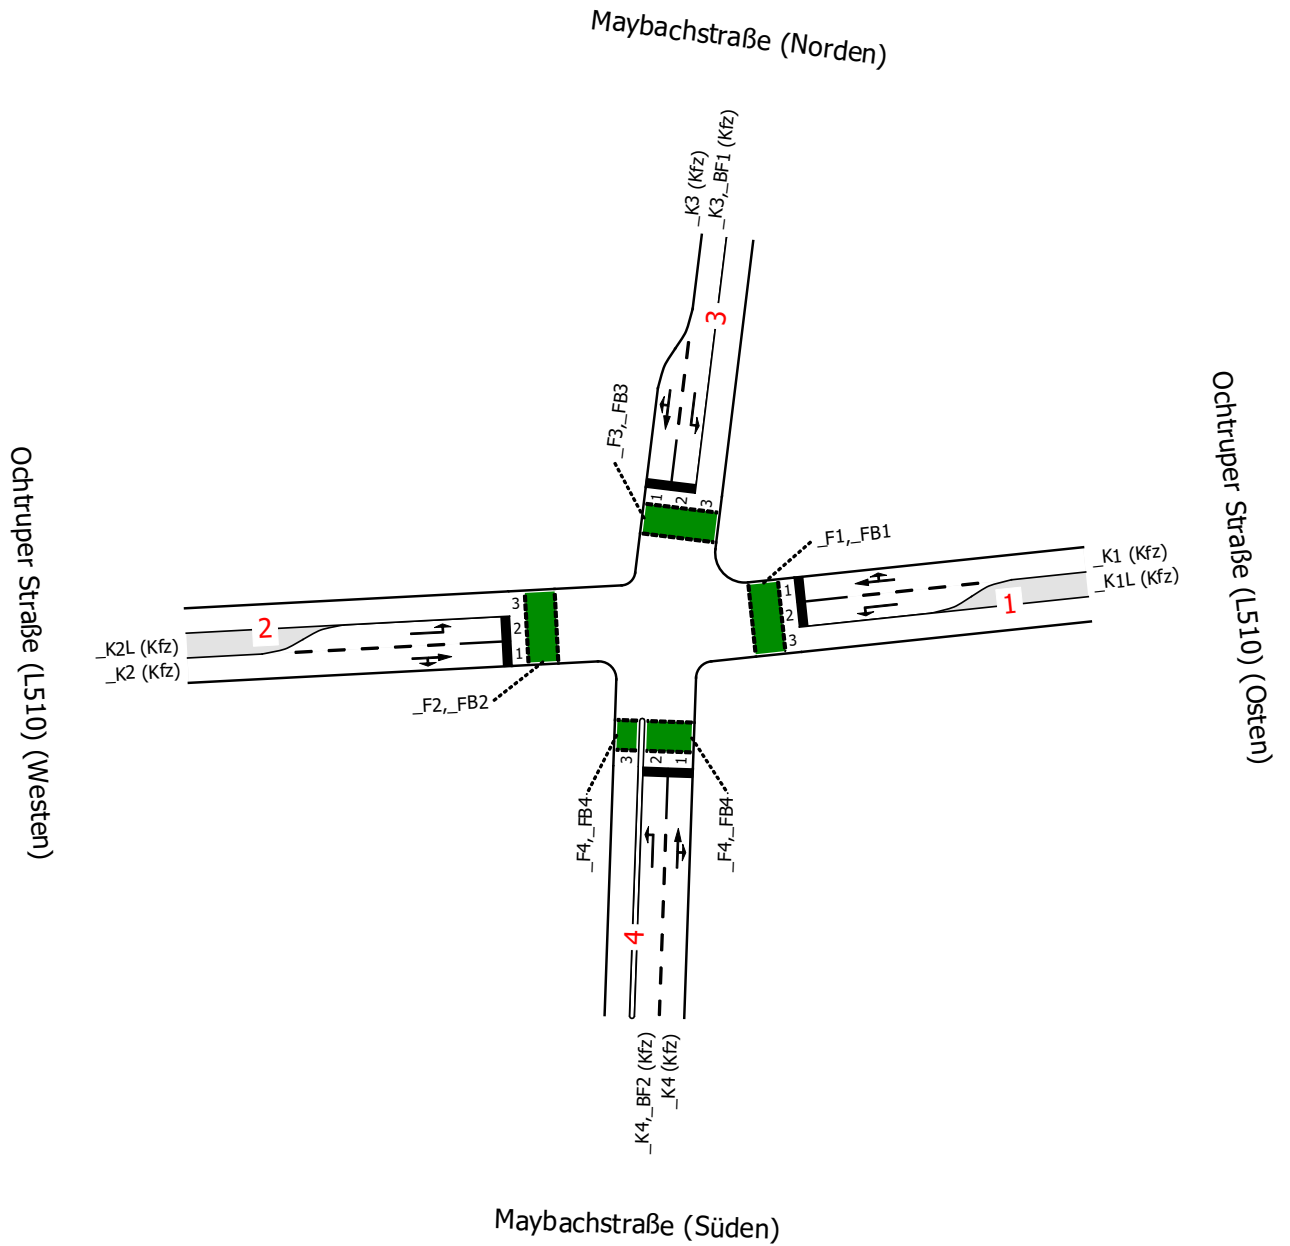 Maybachstraße (Norden)
_K3 (Kfz)
_K3,_BF1 (Kfz)
3
_F3,_FB3
1
2
3
Ochtruper Straße (L510) (Osten)
_F1,_FB1
_K1 (Kfz)
_K1L (Kfz)
1
1
2
3
Ochtruper Straße (L510) (Westen)
2
_K2L (Kfz)
_K2 (Kfz)
3
2
1
_F2,_FB2
3
2
1
_F4,_FB4
_F4,_FB4
4
_K4,_BF2 (Kfz)
_K4 (Kfz)
Maybachstraße (Süden)